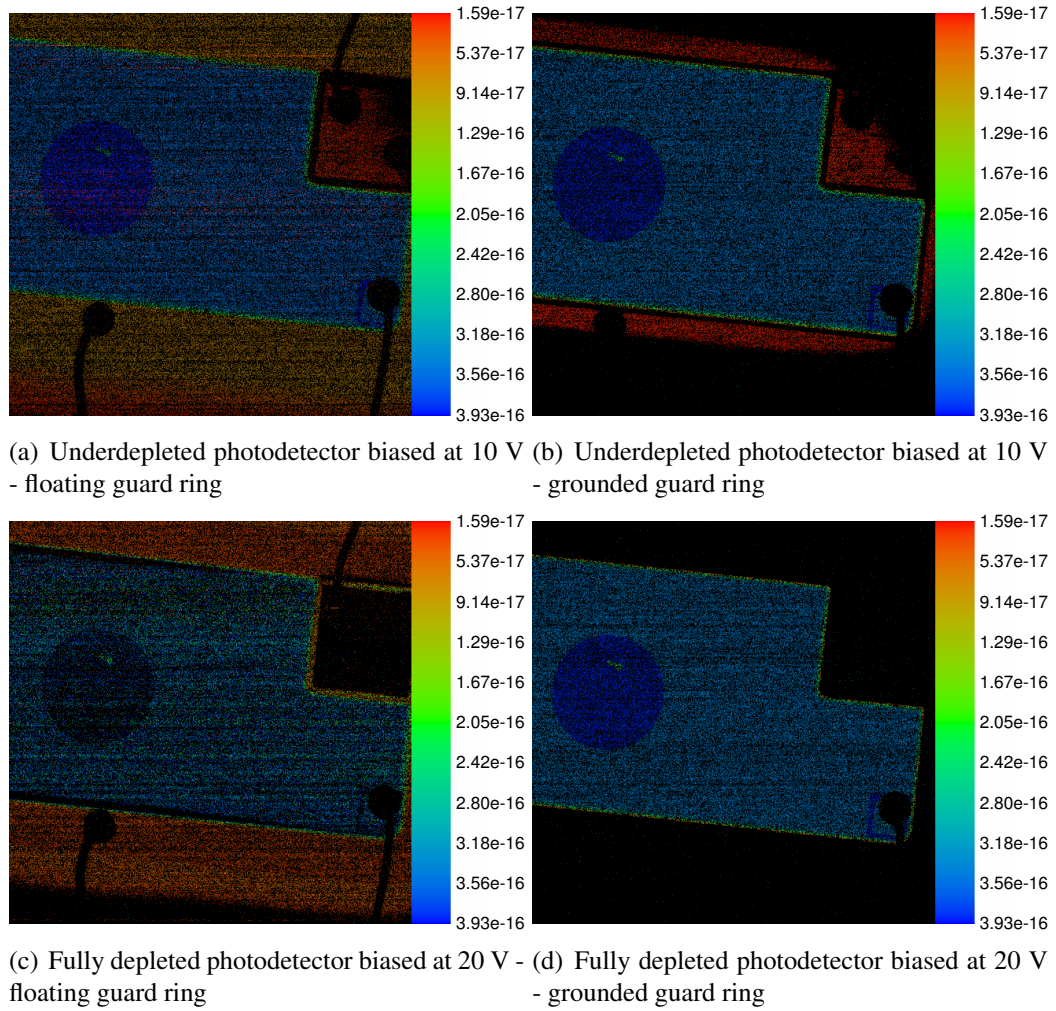 1.59e-17
5.37e-17
9.14e-17
1.29e-16
1.67e-16
2.05e-16
2.42e-16
2.80e-16
3.18e-16
3.56e-16
3.93e-16
1.59e-17
5.37e-17
9.14e-17
1.29e-16
1.67e-16
2.05e-16
2.42e-16
2.80e-16
3.18e-16
3.56e-16
3.93e-16
(a) Underdepleted photodetector biased at 10 V
- floating guard ring
(b) Underdepleted photodetector biased at 10 V
- grounded guard ring
1.59e-17
5.37e-17
9.14e-17
1.29e-16
1.67e-16
2.05e-16
2.42e-16
2.80e-16
3.18e-16
3.56e-16
3.93e-16
1.59e-17
5.37e-17
9.14e-17
1.29e-16
1.67e-16
2.05e-16
2.42e-16
2.80e-16
3.18e-16
3.56e-16
3.93e-16
(c) Fully depleted photodetector biased at 20 V -
floating guard ring
(d) Fully depleted photodetector biased at 20 V
- grounded guard ring